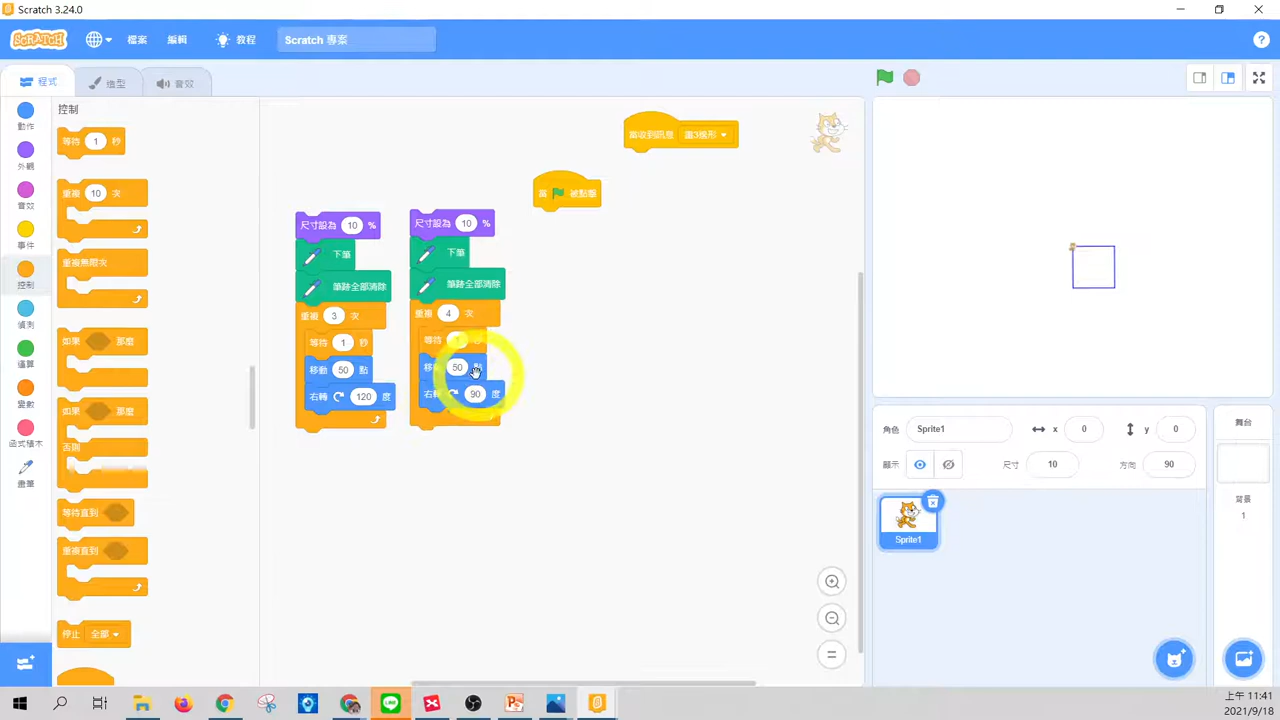 Scratch 3.24.0
SCRATCH 檔案 編輯 教程 Scratch 專案
程式 造型 音效
控制
動作
外觀
音效
事件
控制
偵測
運算
變數
函式積木
畫筆
等待 1 秒
重複 10 次
重複無限次
如果 那麼
如果 那麼
否則
等待直到
重複直到
停止 全部
尺寸設為 10 %
下筆
筆跡全部清除
重複 3 次
等待 1 秒
移動 50 點
右轉 120 度
尺寸設為 10 %
下筆
筆跡全部清除
重複 4 次
等待 秒
移動 50 點
右轉 90 度
當收到訊息
當 被點擊
角色 Sprite1 x 0 y 0
顯示 尺寸 10 方向 90
Sprite1
舞台
背景
1
上午 11:41
2021/9/18